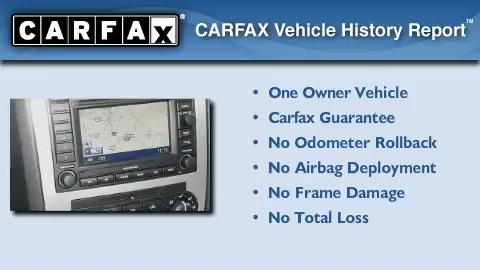 CARFAX® CARFAX Vehicle History Report™
• One Owner Vehicle
• Carfax Guarantee
• No Odometer Rollback
• No Airbag Deployment
• No Frame Damage
• No Total Loss